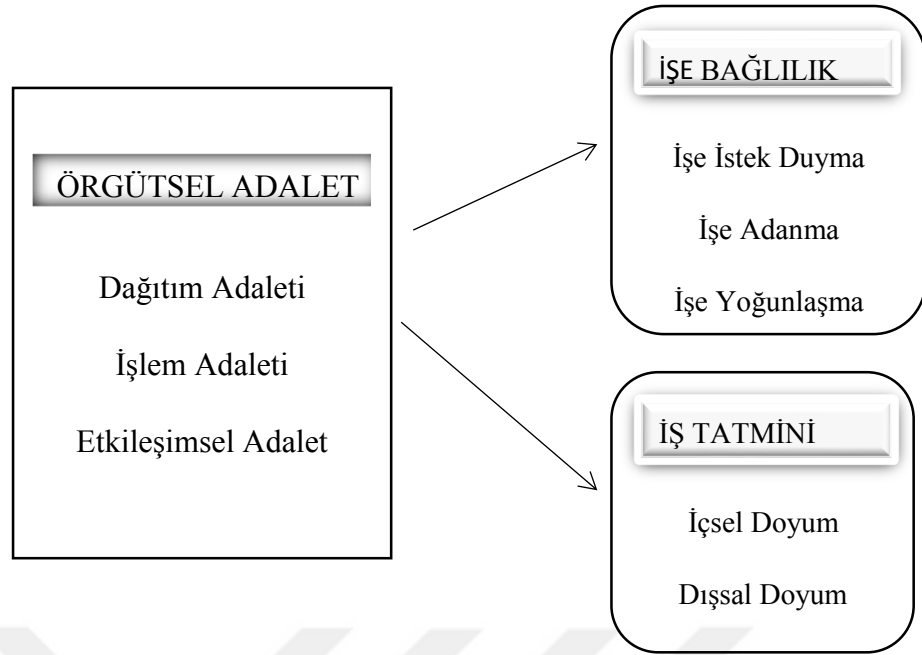 ÖRGÜTSEL ADALET
Dağıtım Adaleti
İşlem Adaleti
Etkileşimsel Adalet
İŞE BAĞLILIK
İşe İstek Duyma
İşe Adanma
İşe Yoğunlaşma
İŞ TATMİNİ
İçsel Doyum
Dışsal Doyum